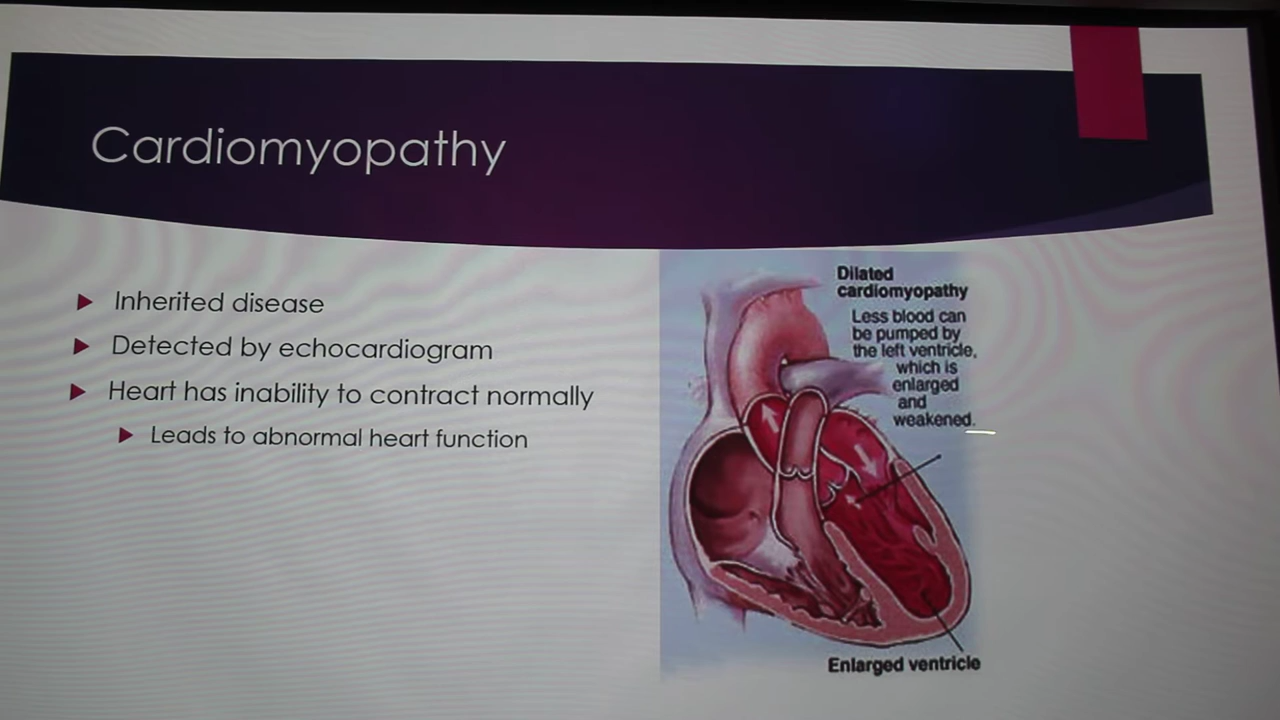 Cardiomyopathy
Inherited disease
Detected by echocardiogram
Heart has inability to contract normally
Leads to abnormal heart function
Dilated
cardiomyopathy
Less blood can
be pumped by
the left ventricle,
which is
enlarged
and
weakened.
Enlarged ventricle